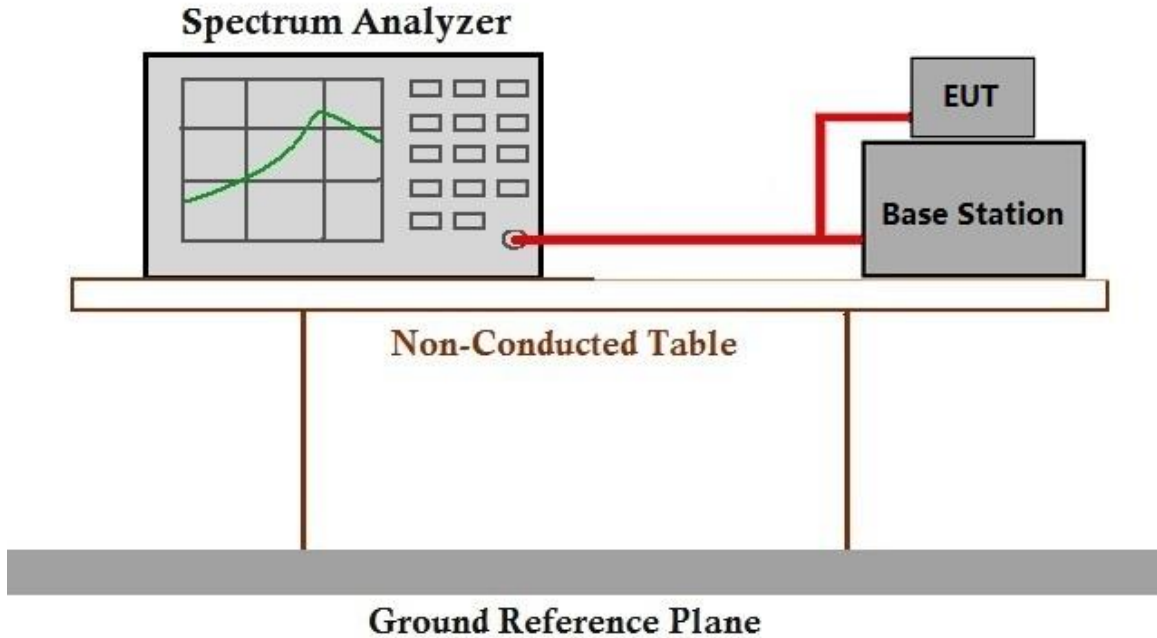 Spectrum Analyzer
EUT
Base Station
Non-Conducted Table
Ground Reference Plane